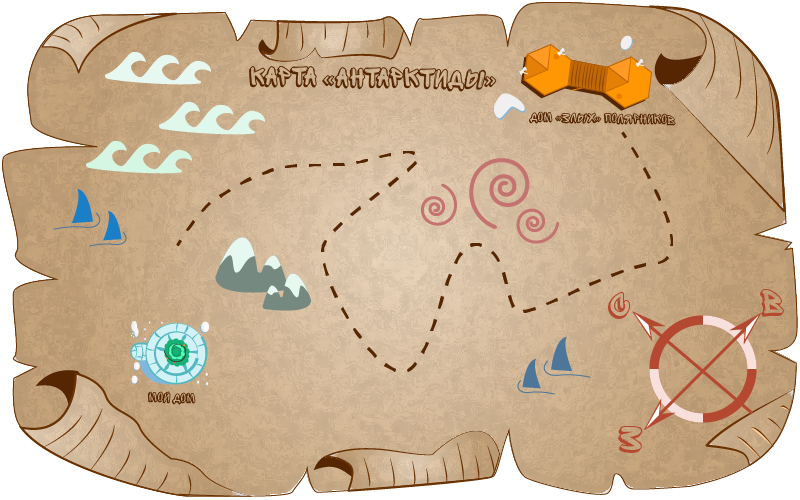 КАРТА «АНТАРКТИДЫ»
ДОМ «ЗЛЫХ» ПОЛЯРНИКОВ
С
В
МОЙ ДОМ
З